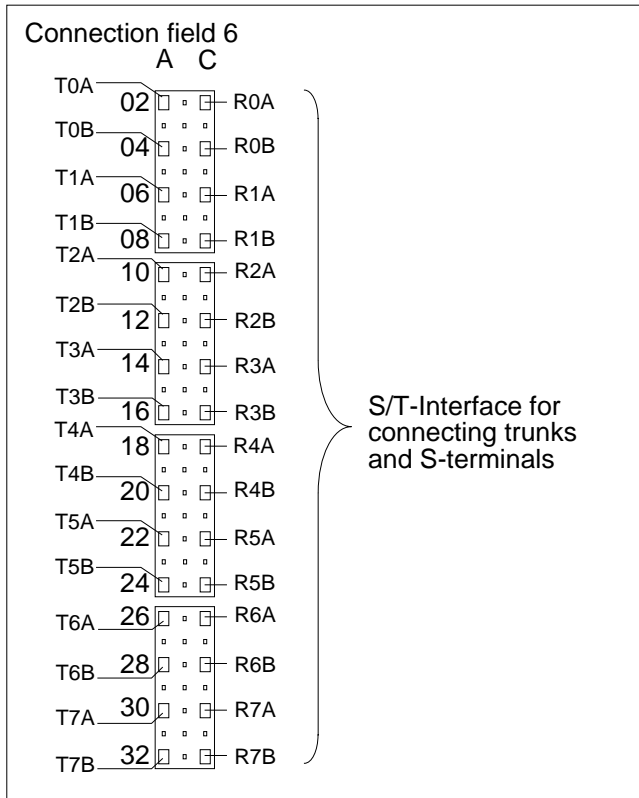 Connection field 6
A C
T0A 02 R0A
T0B 04 R0B
T1A 06 R1A
T1B 08 R1B
T2A 10 R2A
T2B 12 R2B
T3A 14 R3A
T3B 16 R3B
T4A 18 R4A
T4B 20 R4B
T5A 22 R5A
T5B 24 R5B
T6A 26 R6A
T6B 28 R6B
T7A 30 R7A
T7B 32 R7B
S/T-Interface for
connecting trunks
and S-terminals